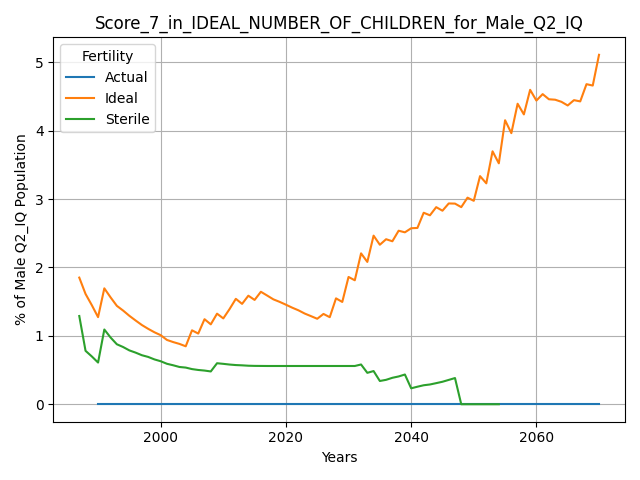 Score_7_in_IDEAL_NUMBER_OF_CHILDREN_for_Male_Q2_IQ
Fertility
Actual
Ideal
Sterile
% of Male Q2_IQ Population
5
4
3
2
1
0
2000 2020 2040 2060
Years